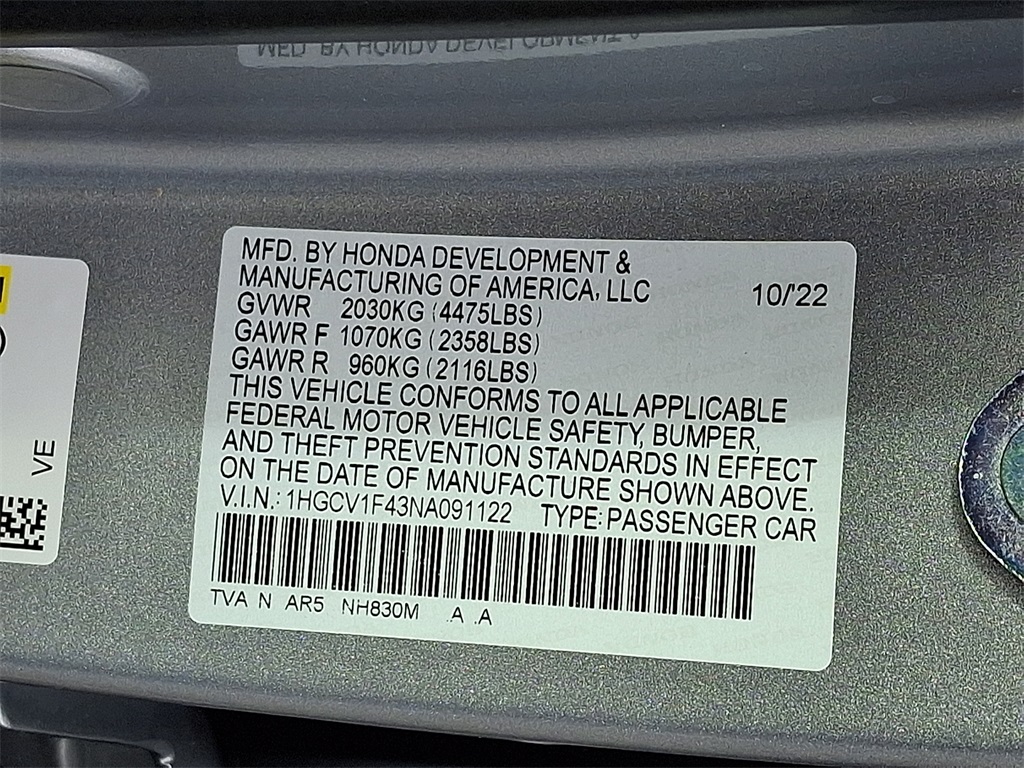 MFD. BY HONDA DEVELOPMENT &
MANUFACTURING OF AMERICA, LLC 10/'22
GVWR 2030KG (4475LBS)
GAWR F 1070KG (2358LBS)
GAWR R 960KG (2116LBS)
THIS VEHICLE CONFORMS TO ALL APPLICABLE
FEDERAL MOTOR VEHICLE SAFETY, BUMPER,
AND THEFT PREVENTION STANDARDS IN EFFECT
ON THE DATE OF MANUFACTURE SHOWN ABOVE.
V.I.N.: 1HGCV1F43NA091122 TYPE: PASSENGER CAR
TVA N AR5 NH830M .A .A
VE